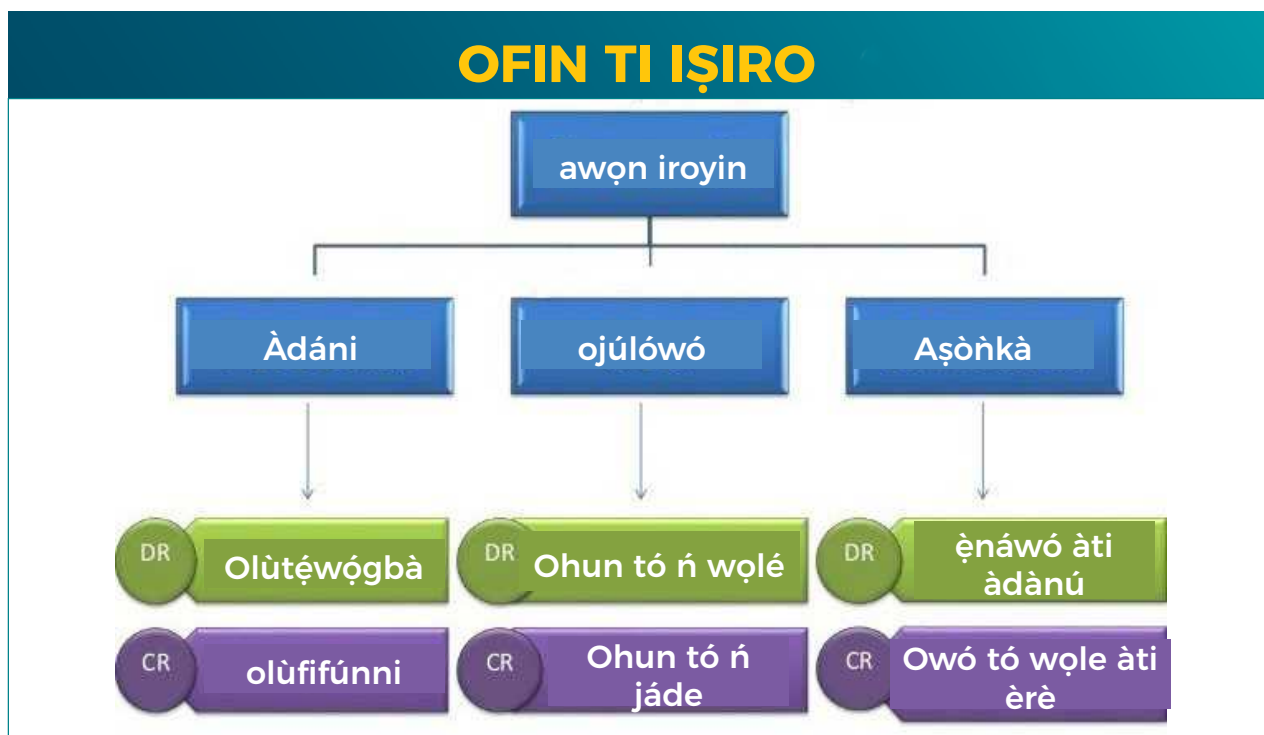 OFIN TI IṢIRO
awọn iroyin
Àdáni
ojúlówó
Aṣòǹkà
DR
Olùtẹ́wọ́gbà
DR
Ohun tó ń wọlé
DR
ẹ̀náwó àti
àdànú
CR
olùfifúnni
CR
Ohun tó ń
jáde
CR
Owó tó wọle àti
èrè